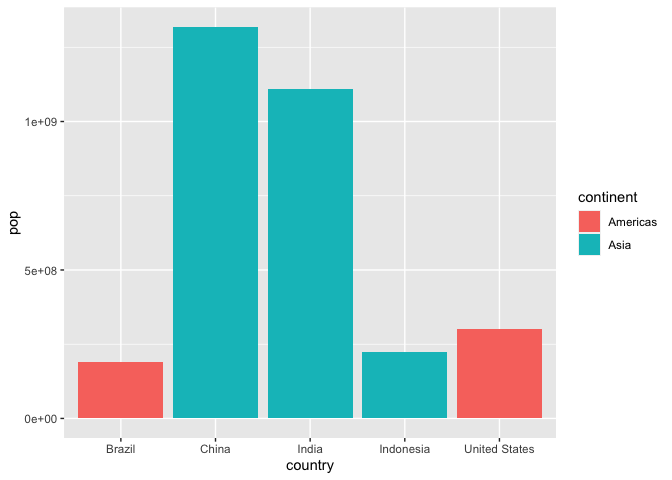 1e+09
5e+08
0e+00
pop
Brazil China India Indonesia United States
country
continent
Americas
Asia